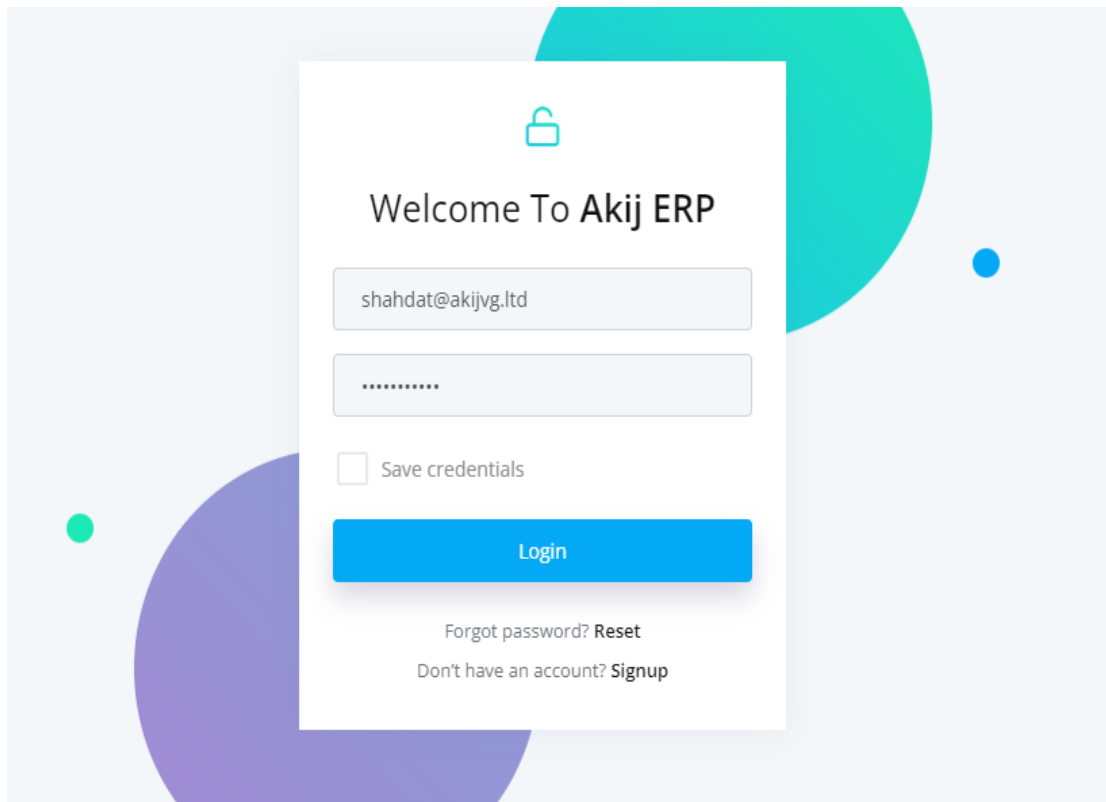 Welcome To Akij ERP
shahdat@akijvg.ltd
•••••••••••
Save credentials
Login
Forgot password? Reset
Don't have an account? Signup